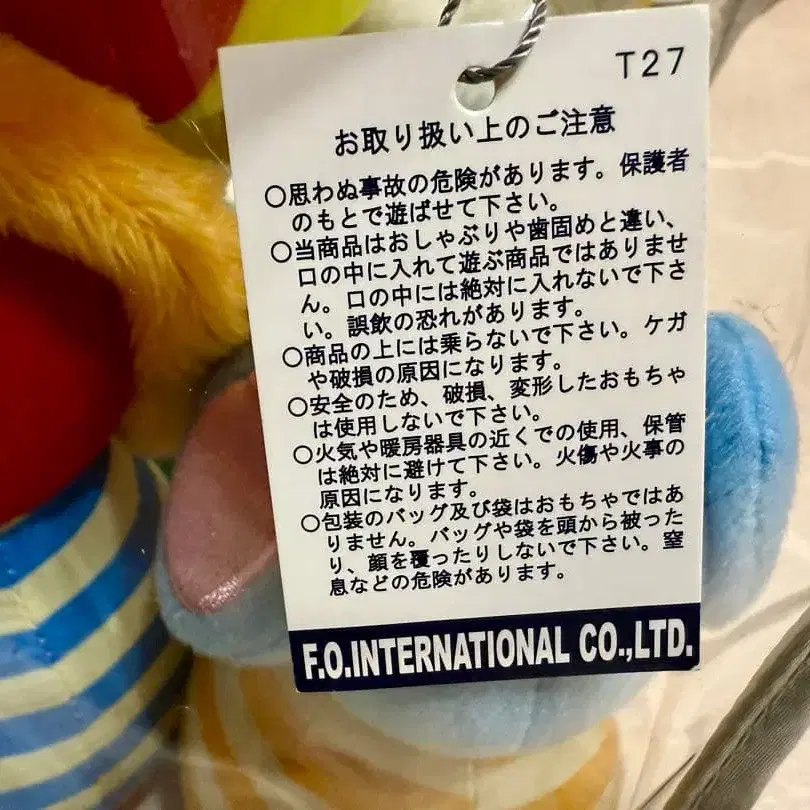 T27
お取り扱い上のご注意
○思わぬ事故の危険があります。保護者
のもとで遊ばせて下さい。
○当商品はおしゃぶりや歯固めと違い、
口の中に入れて遊ぶ商品ではありませ
ん。口の中には絶対に入れないで下さ
い。誤飲の恐れがあります。
○商品の上には乗らないで下さい。ケガ
や破損の原因になります。
○安全のため、破損、変形したおもちゃ
は使用しないで下さい。
○火気や暖房器具の近くでの使用、保管
は絶対に避けて下さい。火傷や火事の
原因になります。
○包装のバッグ及び袋はおもちゃではあ
りません。バッグや袋を頭から被った
り、顔を覆ったりしないで下さい。窒
息などの危険があります。
F.O.INTERNATIONAL CO.,LTD.